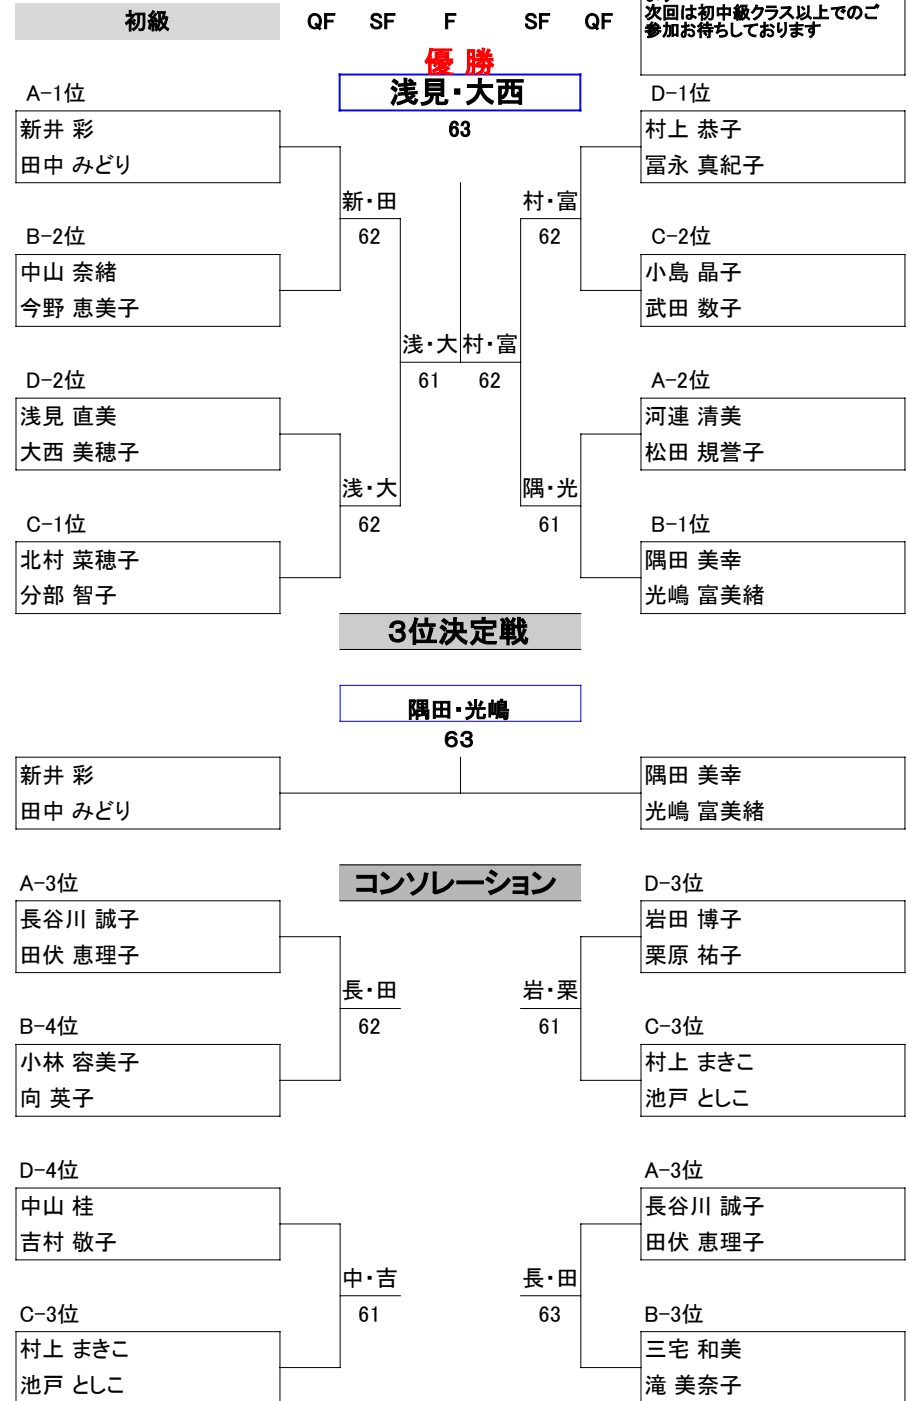 初級 QF SF F SF QF
次回は初中級クラス以上でのご
参加お待ちしております
優 勝
A-1位 浅見・大西 D-1位
新井 彩 63 村上 恭子
田中 みどり 冨永 真紀子
新・田 村・富
B-2位 62 62 C-2位
中山 奈緒 小島 晶子
今野 恵美子 武田 数子
浅・大 村・富
D-2位 61 62 A-2位
浅見 直美 河連 清美
大西 美穂子 松田 規誉子
浅・大 隅・光
C-1位 62 61 B-1位
北村 菜穂子 隅田 美幸
分部 智子 光嶋 富美緒
3位決定戦
隅田・光嶋
63
新井 彩 隅田 美幸
田中 みどり 光嶋 富美緒
A-3位 コンソレーション D-3位
長谷川 誠子 岩田 博子
田伏 恵理子 栗原 祐子
長・田 岩・栗
B-4位 62 61 C-3位
小林 容美子 村上 まきこ
向 英子 池戸 としこ
D-4位 A-3位
中山 桂 長谷川 誠子
吉村 敬子 田伏 恵理子
中・吉 長・田
C-3位 61 63 B-3位
村上 まきこ 三宅 和美
池戸 としこ 滝 美奈子